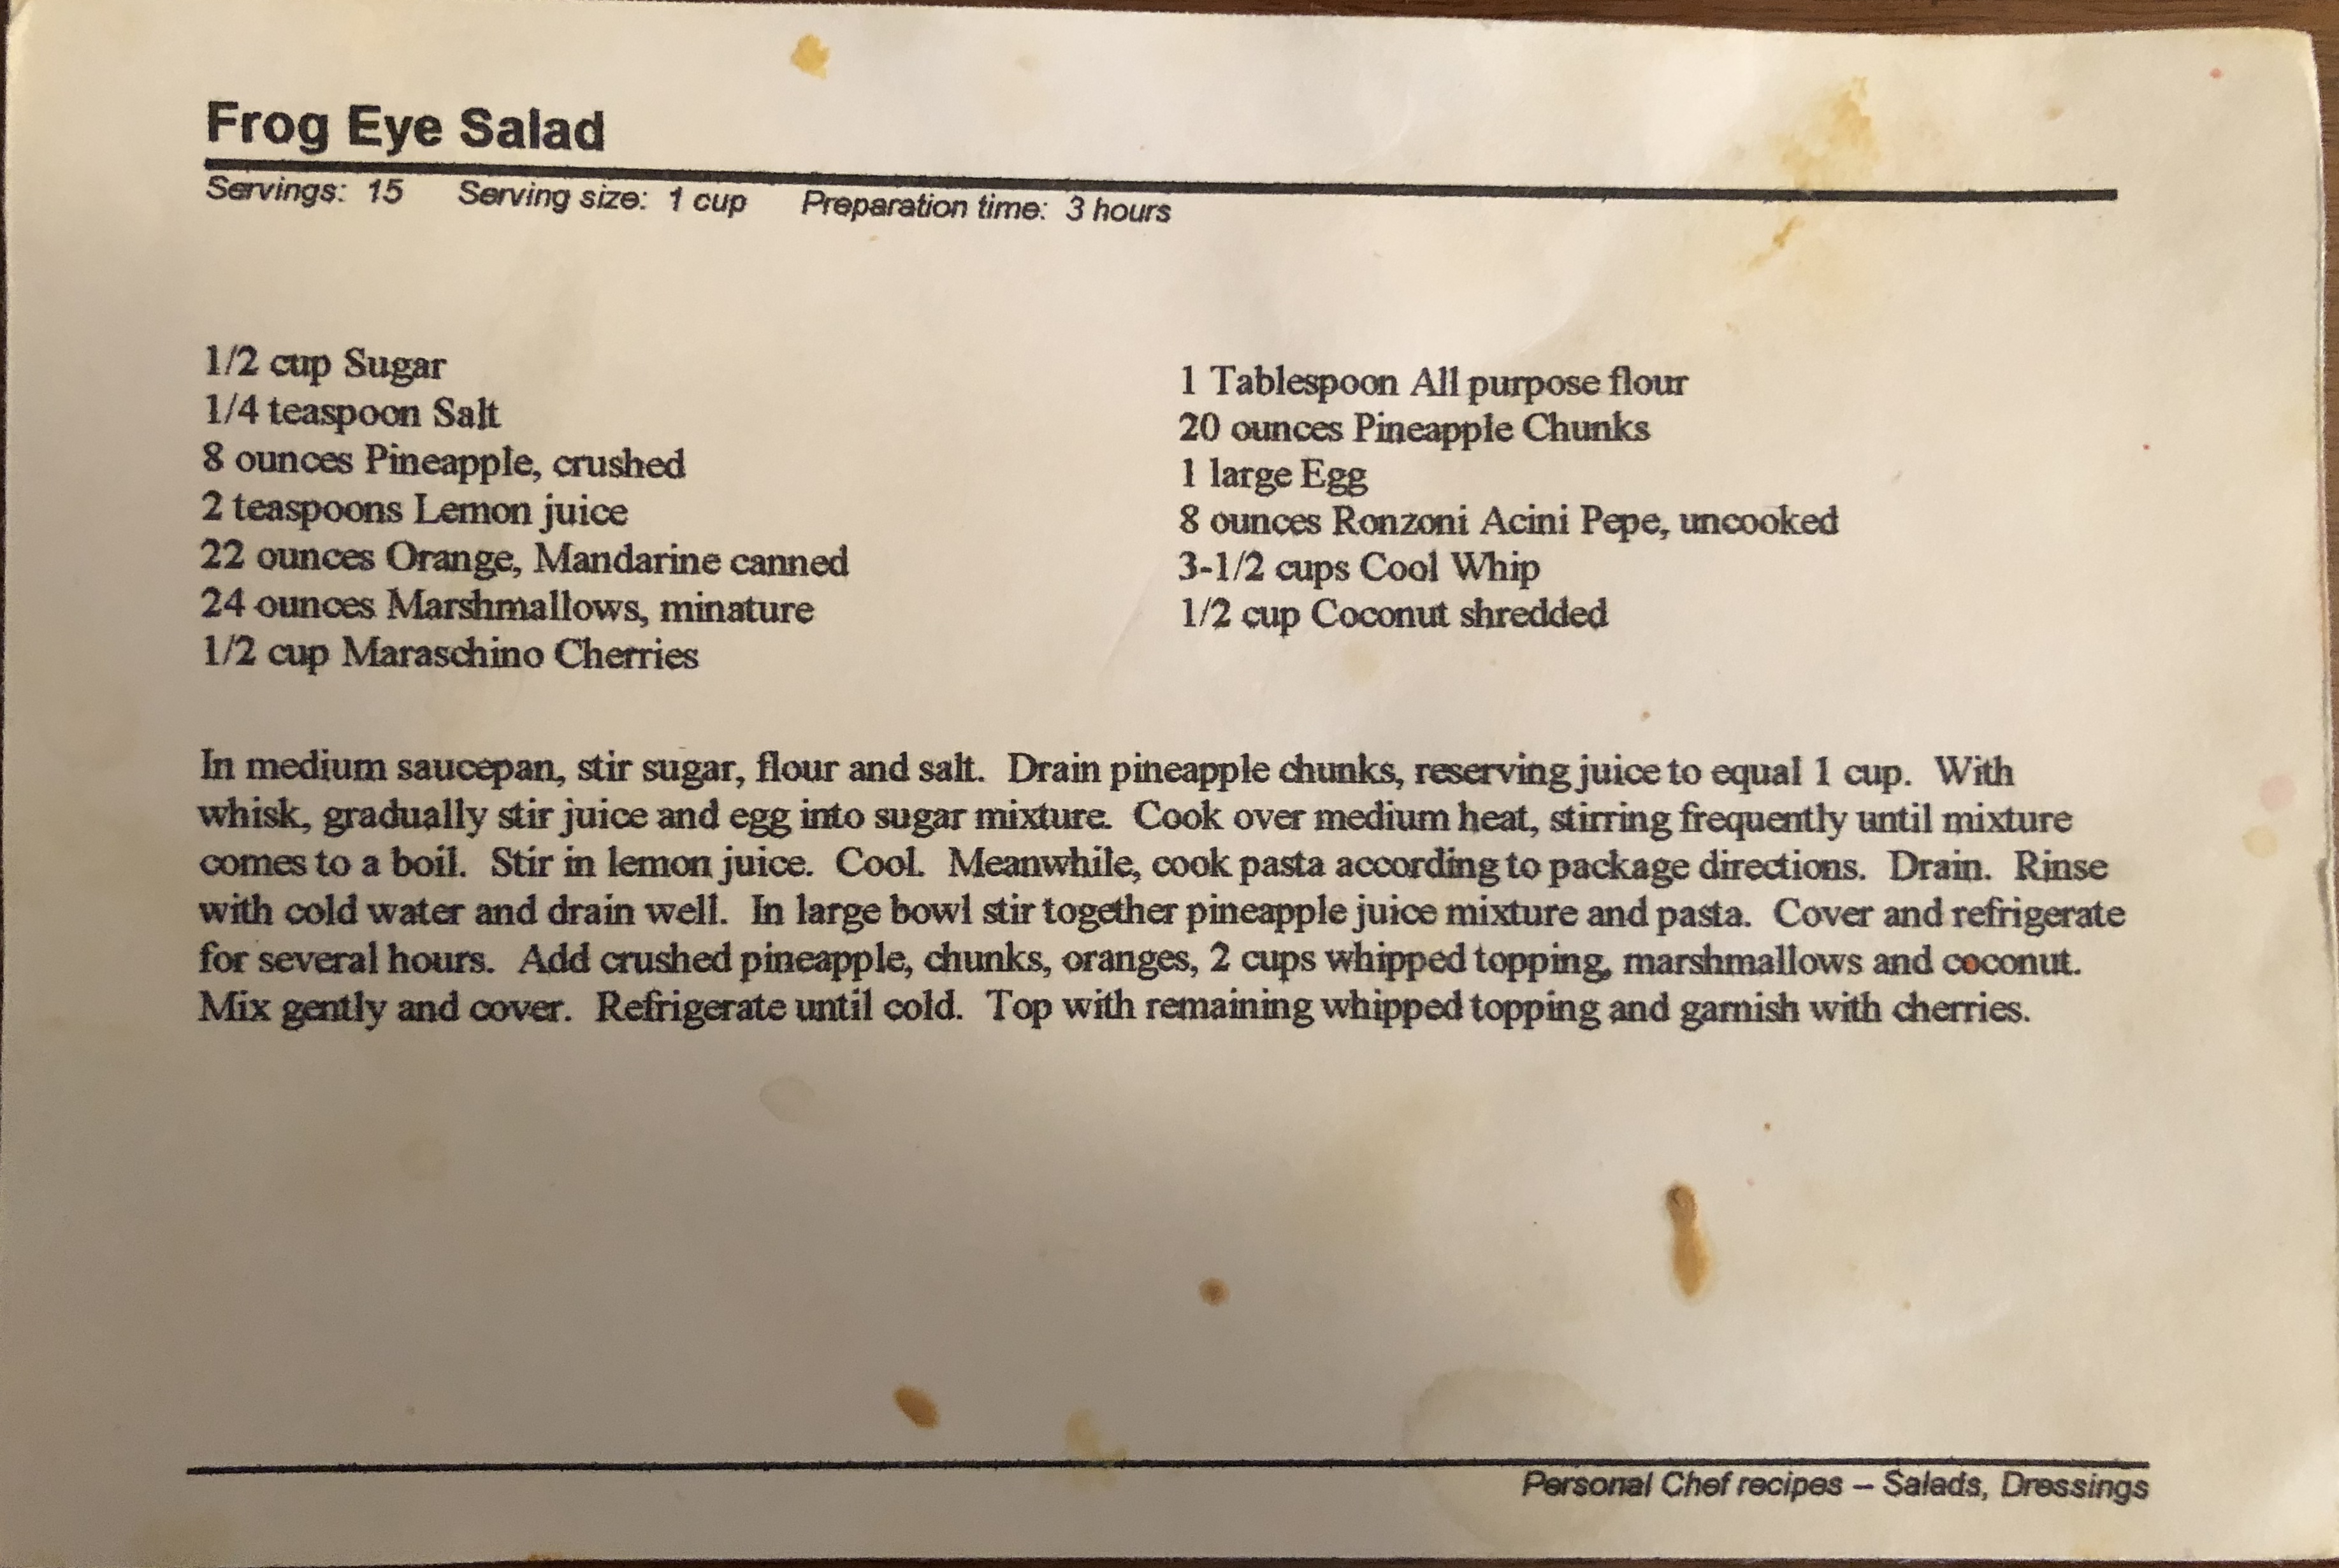 Frog Eye Salad
Servings: 15 Serving size: 1 cup Preparation time: 3 hours
1/2 cup Sugar
1/4 teaspoon Salt
8 ounces Pineapple, crushed
2 teaspoons Lemon juice
22 ounces Orange, Mandarine canned
24 ounces Marshmallows, minature
1/2 cup Maraschino Cherries
1 Tablespoon All purpose flour
20 ounces Pineapple Chunks
1 large Egg
8 ounces Ronzoni Acini Pepe, uncooked
3-1/2 cups Cool Whip
1/2 cup Coconut shredded
In medium saucepan, stir sugar, flour and salt. Drain pineapple chunks, reserving juice to equal 1 cup. With
whisk, gradually stir juice and egg into sugar mixture. Cook over medium heat, stirring frequently until mixture
comes to a boil. Stir in lemon juice. Cool. Meanwhile, cook pasta according to package directions. Drain. Rinse
with cold water and drain well. In large bowl stir together pineapple juice mixture and pasta. Cover and refrigerate
for several hours. Add crushed pineapple, chunks, oranges, 2 cups whipped topping, marshmallows and coconut.
Mix gently and cover. Refrigerate until cold. Top with remaining whipped topping and garnish with cherries.
Personal Chef recipes – Salads, Dressings